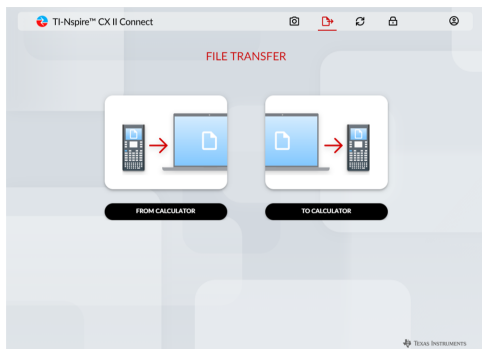 TI-Nspire™ CX II Connect
FILE TRANSFER
FROM CALCULATOR
TO CALCULATOR
TEXAS INSTRUMENTS